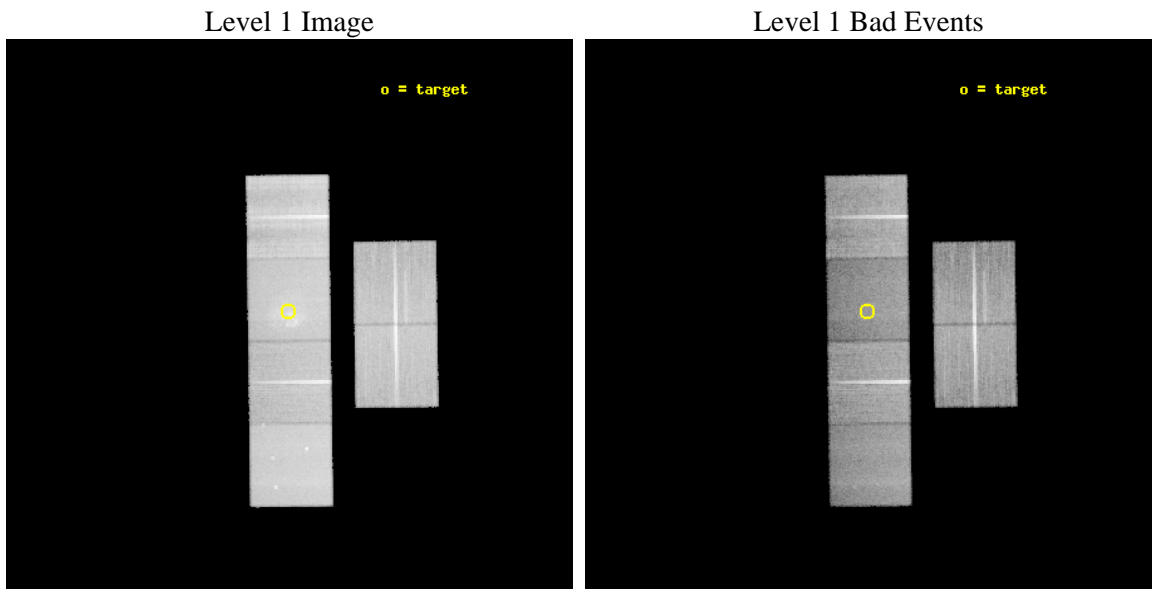 Level 1 Image
Level 1 Bad Events
o = target
o = target